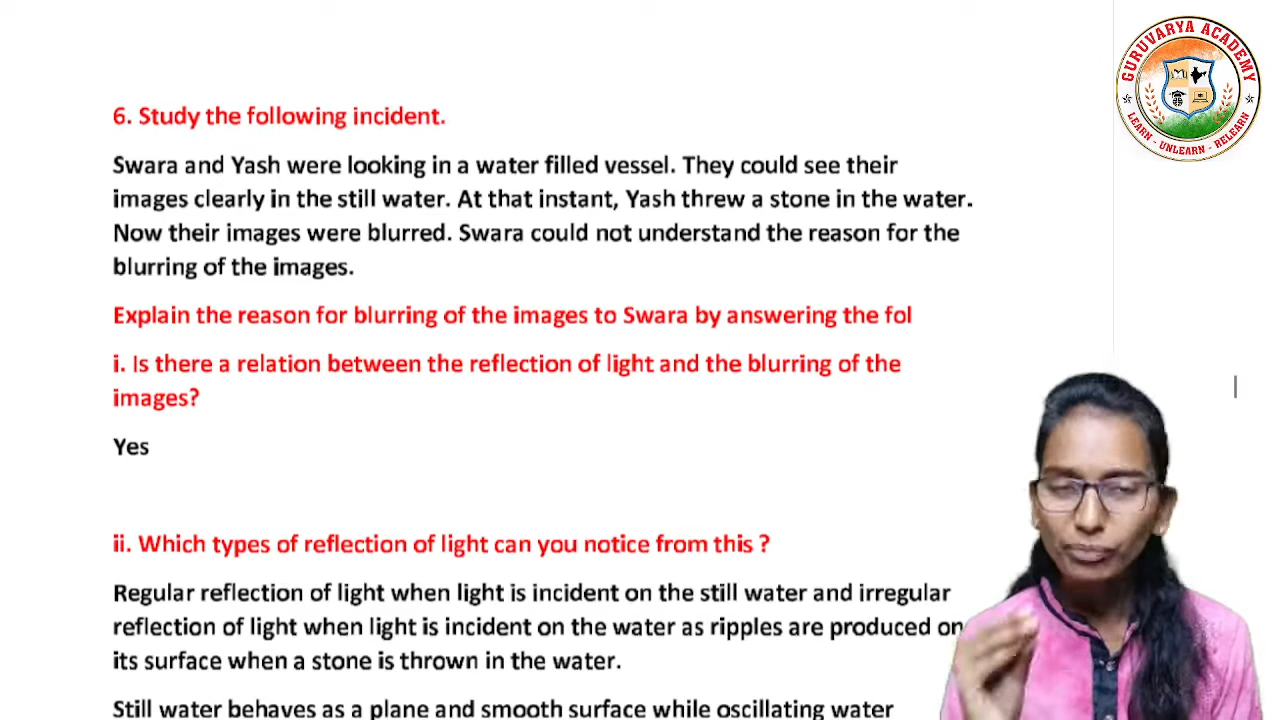 GURUVARYA ACADEMY
LEARN - UNLEARN - RELEARN
6. Study the following incident.
Swara and Yash were looking in a water filled vessel. They could see their
images clearly in the still water. At that instant, Yash threw a stone in the water.
Now their images were blurred. Swara could not understand the reason for the
blurring of the images.
Explain the reason for blurring of the images to Swara by answering the fol
i. Is there a relation between the reflection of light and the blurring of the
images?
Yes
ii. Which types of reflection of light can you notice from this ?
Regular reflection of light when light is incident on the still water and irregular
reflection of light when light is incident on the water as ripples are produced on
its surface when a stone is thrown in the water.
Still water behaves as a plane and smooth surface while oscillating water